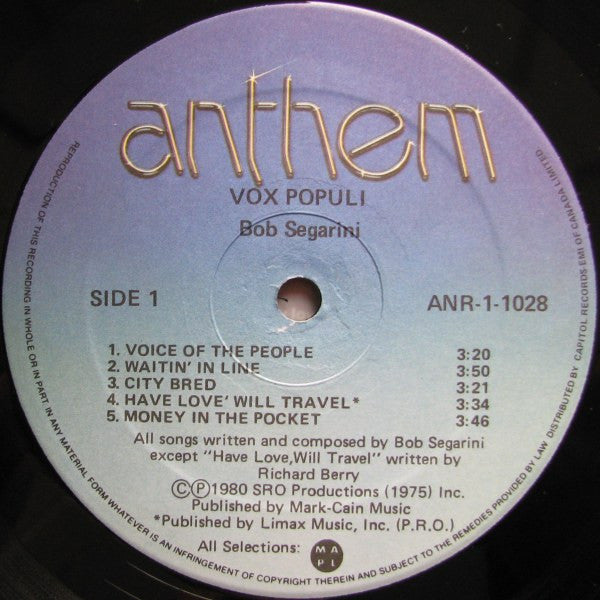 anthem
VOX POPULI
Bob Segarini
SIDE 1
ANR-1-1028
1. VOICE OF THE PEOPLE 3:20
2. WAITIN' IN LINE 3:50
3. CITY BRED 3:21
4. HAVE LOVE' WILL TRAVEL* 3:34
5. MONEY IN THE POCKET 3:46
All songs written and composed by Bob Segarini
except "Have Love,Will Travel" written by
Richard Berry
©℗1980 SRO Productions (1975) Inc.
Published by Mark-Cain Music
*Published by Limax Music, Inc. (P.R.O.)
All Selections:
M A
P L
REPRODUCTION OF THIS RECORDING IN WHOLE OR IN PART IN ANY MATERIAL FORM WHATEVER IS AN INFRINGEMENT OF COPYRIGHT THEREIN AND SUBJECT TO THE REMEDIES PROVIDED BY LAW DISTRIBUTED BY CAPITOL RECORDS EMI OF CANADA LIMITED